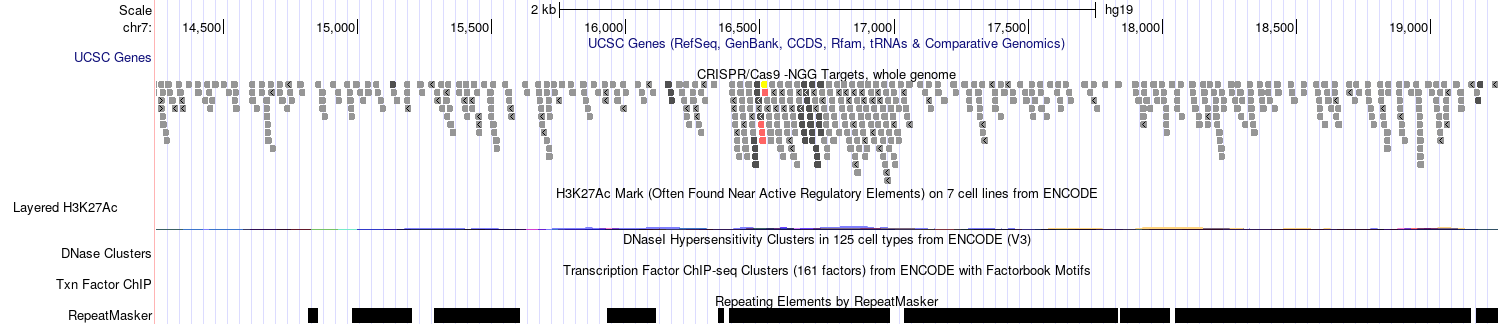 Scale 2 kb hg19
chr7: 14,500 15,000 15,500 16,000 16,500 17,000 17,500 18,000 18,500 19,000
UCSC Genes (RefSeq, GenBank, CCDS, Rfam, tRNAs & Comparative Genomics)
UCSC Genes
CRISPR/Cas9 -NGG Targets, whole genome
H3K27Ac Mark (Often Found Near Active Regulatory Elements) on 7 cell lines from ENCODE
Layered H3K27Ac
DNaseI Hypersensitivity Clusters in 125 cell types from ENCODE (V3)
DNase Clusters
Transcription Factor ChIP-seq Clusters (161 factors) from ENCODE with Factorbook Motifs
Txn Factor ChIP
Repeating Elements by RepeatMasker
RepeatMasker